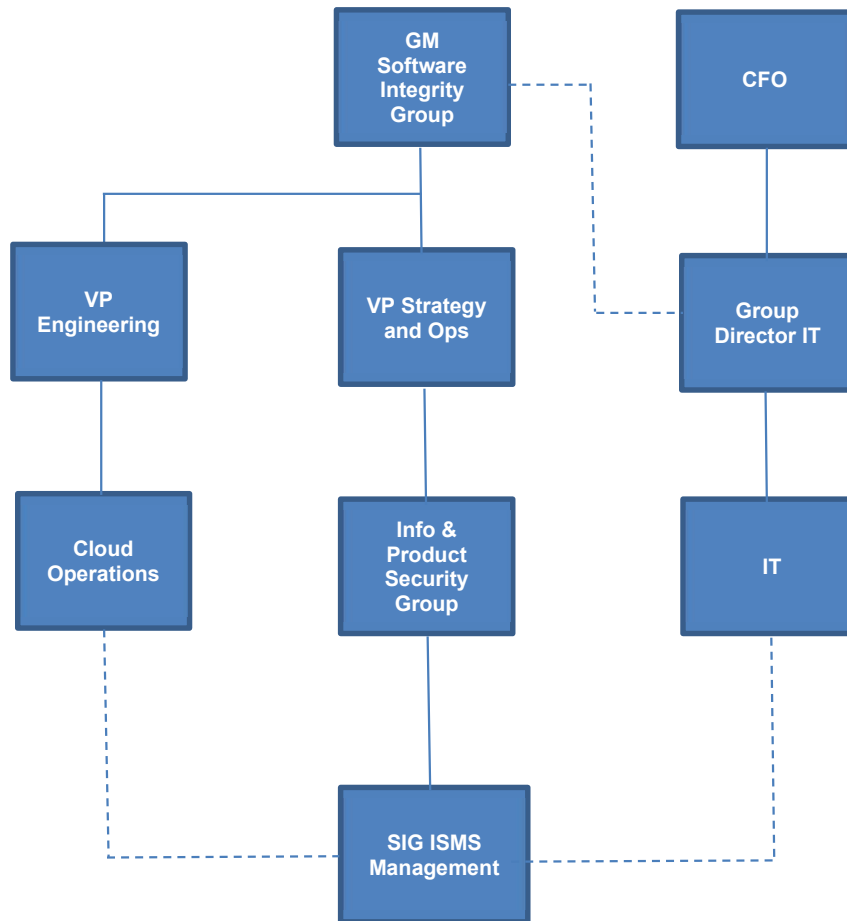 GM
Software
Integrity
Group
CFO
VP
Engineering
VP Strategy
and Ops
Group
Director IT
Cloud
Operations
Info &
Product
Security
Group
IT
SIG ISMS
Management